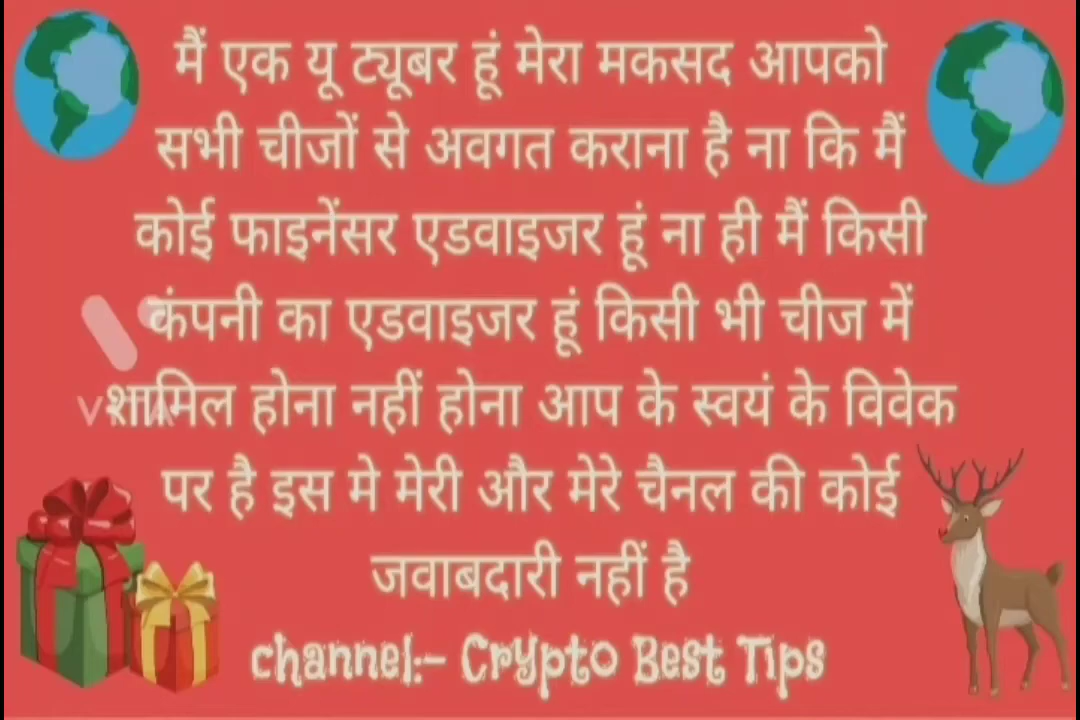 मैं एक यू ट्यूबर हूं मेरा मकसद आपको
सभी चीजों से अवगत कराना है ना कि मैं
कोई फाइनेंसर एडवाइजर हूं ना ही मैं किसी
कंपनी का एडवाइजर हूं किसी भी चीज में
शामिल होना नहीं होना आप के स्वयं के विवेक
पर है इस मे मेरी और मेरे चैनल की कोई
जवाबदारी नहीं है
channel:- Crypto Best Tips